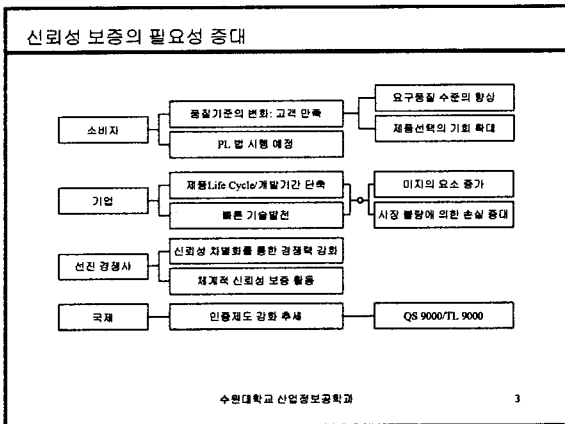 신뢰성 보증의 필요성 증대
소비자
품질기준의 변화: 고객 만족
PL 법 시행 예정
요구품질 수준의 향상
제품선택의 기회 확대
기업
제품Life Cycle/개발기간 단축
빠른 기술발전
미지의 요소 증가
시장 불량에 의한 손실 증대
선진 경쟁사
신뢰성 차별화를 통한 경쟁력 강화
체계적 신뢰성 보증 활동
국제
인증제도 강화 추세
QS 9000/TL 9000
수원대학교 산업정보공학과
3